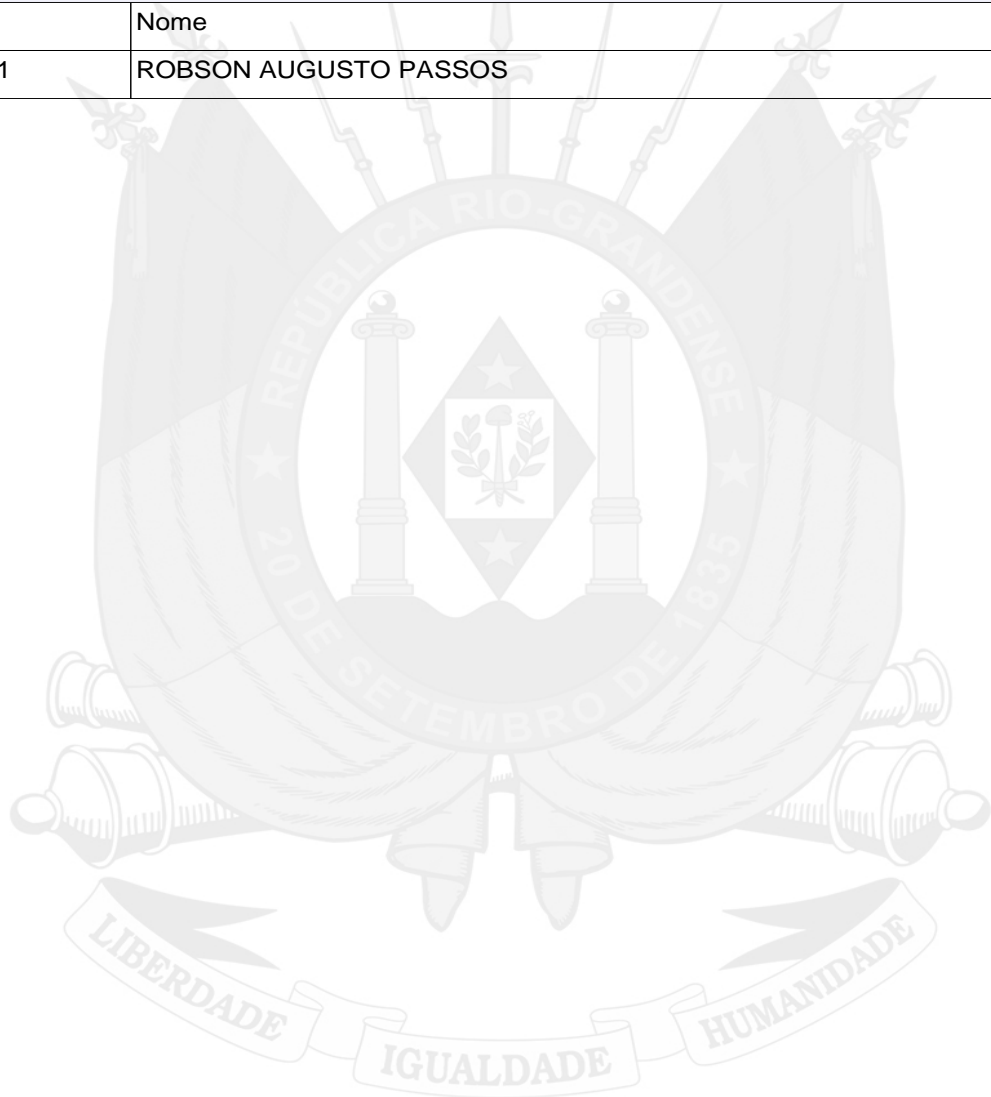 Nome
1 ROBSON AUGUSTO PASSOS
REPÚBLICA RIO-GRANDENSE
20 DE SETEMBRO DE 1835
LIBERDADE IGUALDADE HUMANIDADE